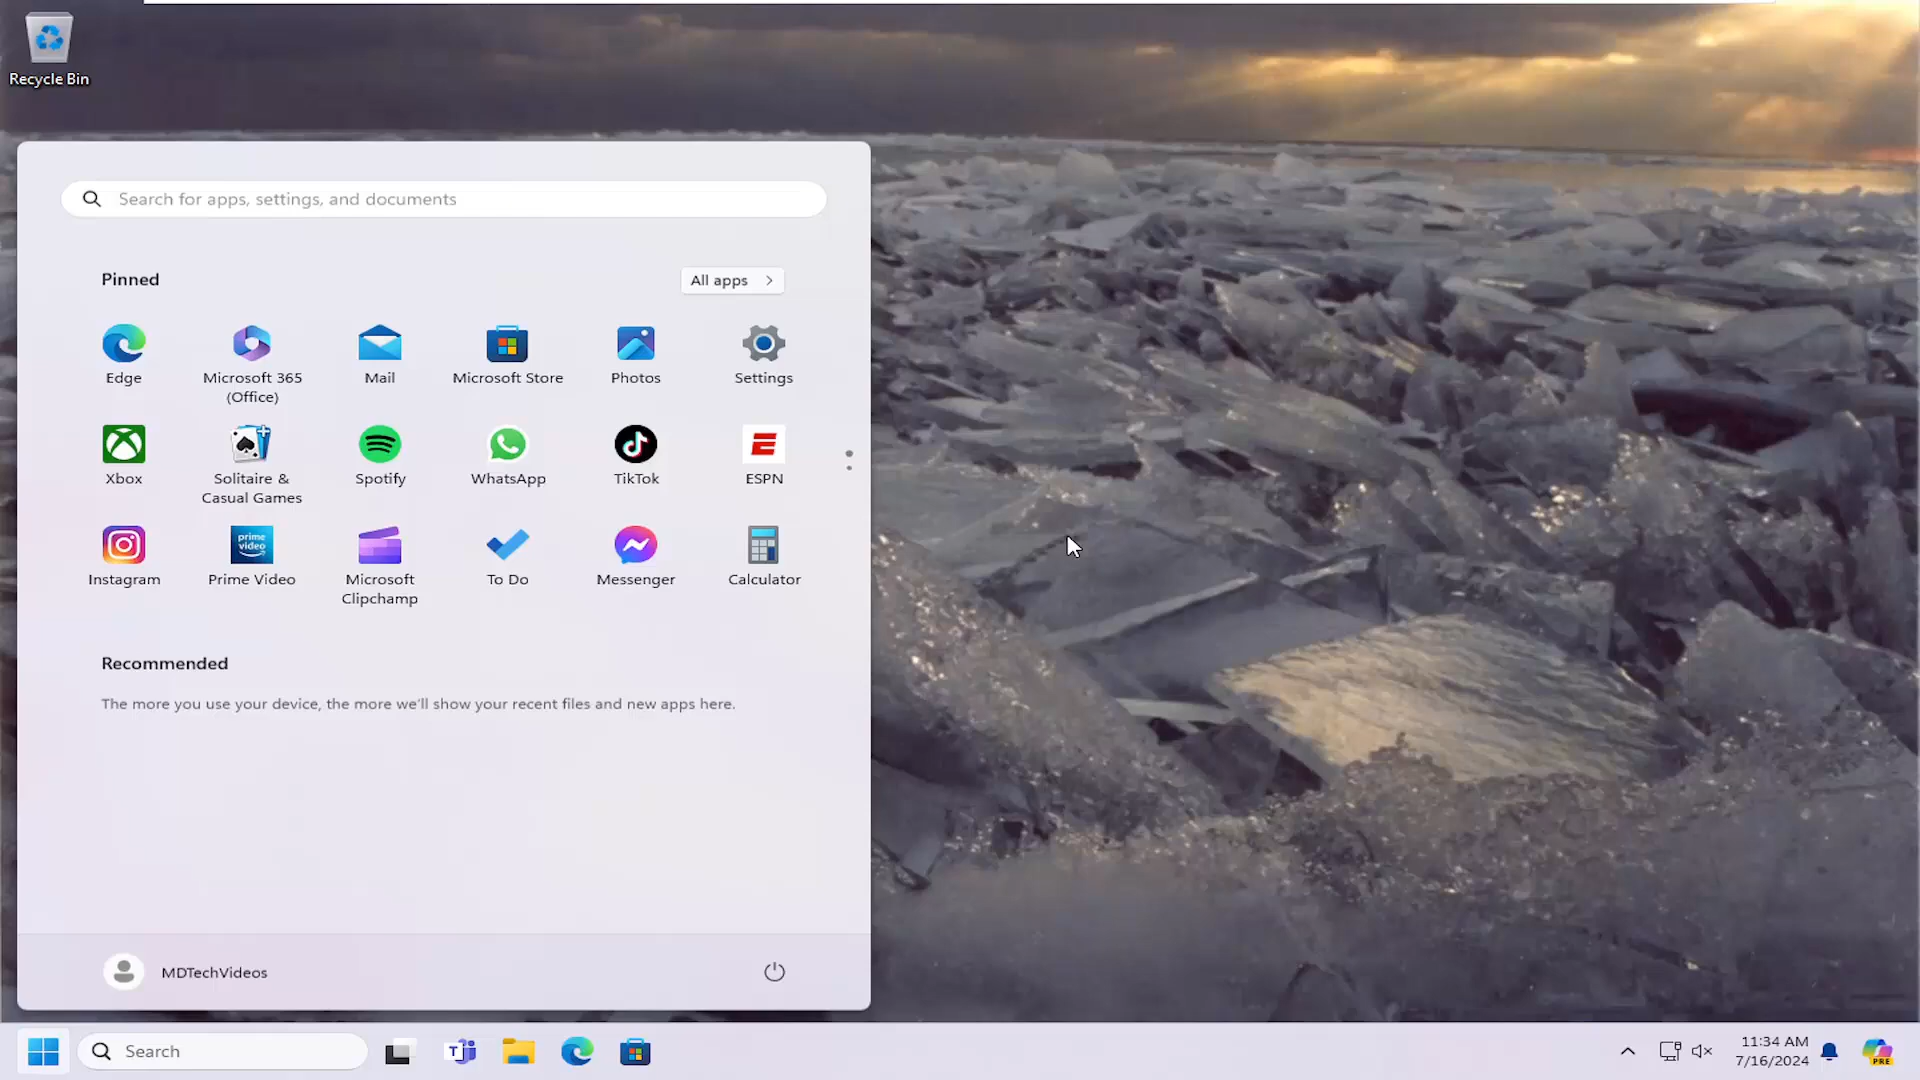 Recycle Bin
Search for apps, settings, and documents
Pinned
All apps
Edge
Microsoft 365
(Office)
Mail
Microsoft Store
Photos
Settings
Xbox
Solitaire &
Casual Games
Spotify
WhatsApp
TikTok
ESPN
prime
video
Instagram
Prime Video
Microsoft
Clipchamp
To Do
Messenger
Calculator
Recommended
The more you use your device, the more we'll show your recent files and new apps here.
MDTechVideos
Search
11:34 AM
7/16/2024
PRE